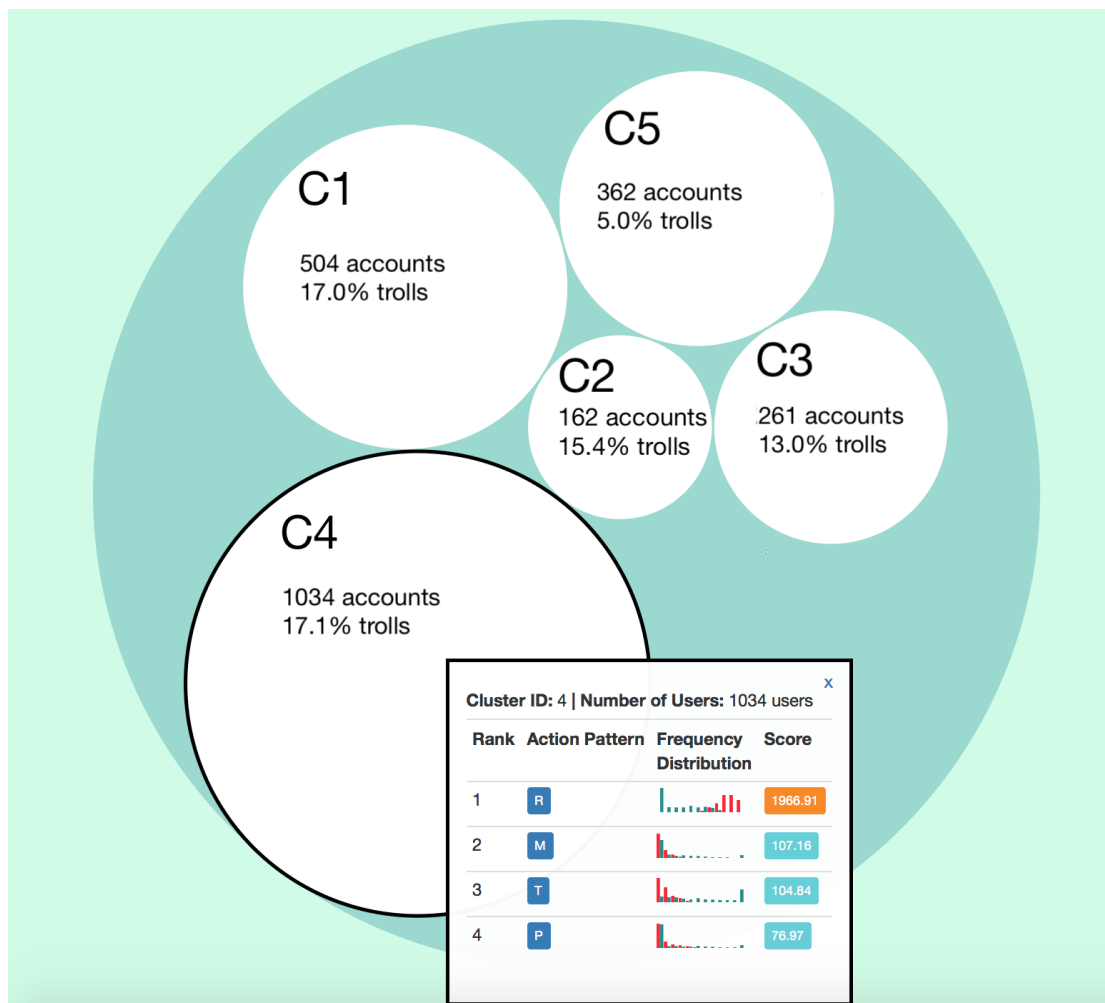 C5
362 accounts
5.0% trolls
C1
504 accounts
17.0% trolls
C2
162 accounts
15.4% trolls
C3
261 accounts
13.0% trolls
C4
1034 accounts
17.1% trolls
x
Cluster ID: 4 | Number of Users: 1034 users
Rank Action Pattern Frequency Score
Distribution
1 R 1966.91
2 M 107.16
3 T 104.84
4 P 76.97